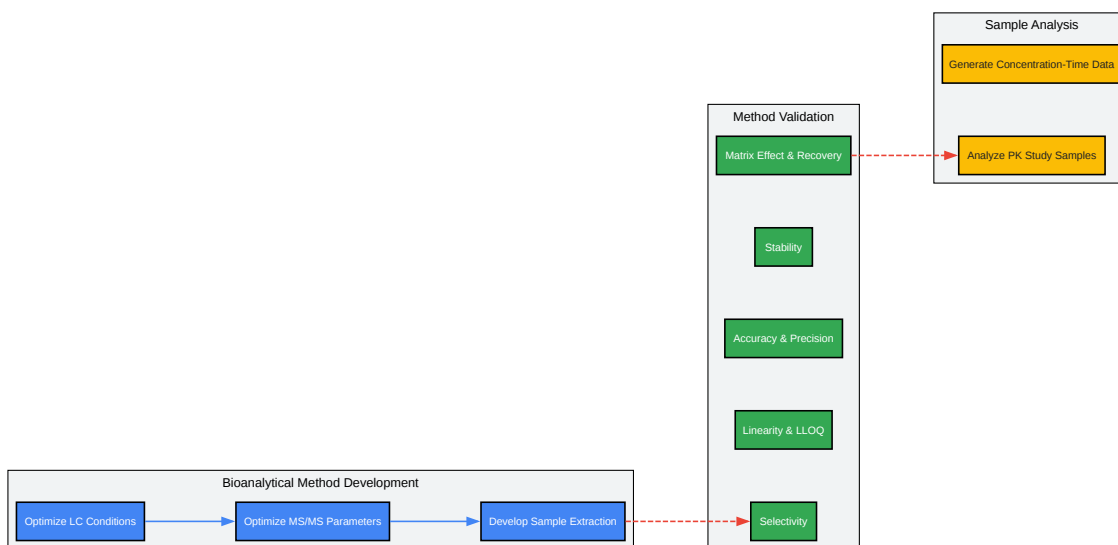 Sample Analysis
Generate Concentration-Time Data
Method Validation
Matrix Effect & Recovery
Analyze PK Study Samples
Stability
Accuracy & Precision
Linearity & LLOQ
Bioanalytical Method Development
Optimize LC Conditions
Optimize MS/MS Parameters
Develop Sample Extraction
Selectivity